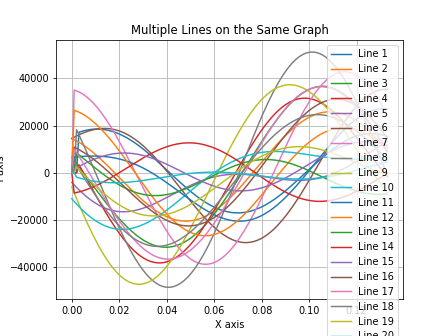 Multiple Lines on the Same Graph
40000
20000
0
−20000
−40000
0.00
0.02
0.04
0.06
0.08
0.10
X axis
axis
Line 1
Line 2
Line 3
Line 4
Line 5
Line 6
Line 7
Line 8
Line 9
Line 10
Line 11
Line 12
Line 13
Line 14
Line 15
Line 16
Line 17
Line 18
Line 19
Line 20